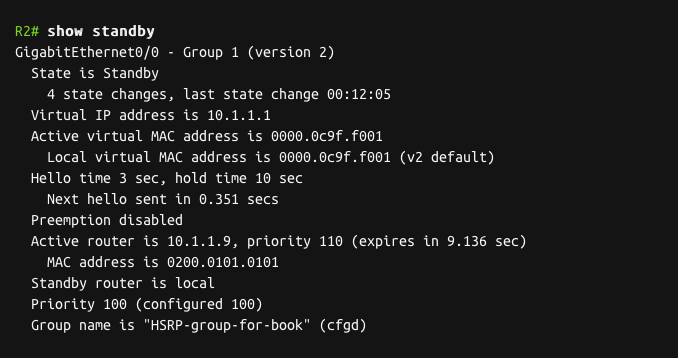 R2# show standby
GigabitEthernet0/0 - Group 1 (version 2)
State is Standby
4 state changes, last state change 00:12:05
Virtual IP address is 10.1.1.1
Active virtual MAC address is 0000.0c9f.f001
Local virtual MAC address is 0000.0c9f.f001 (v2 default)
Hello time 3 sec, hold time 10 sec
Next hello sent in 0.351 secs
Preemption disabled
Active router is 10.1.1.9, priority 110 (expires in 9.136 sec)
MAC address is 0200.0101.0101
Standby router is local
Priority 100 (configured 100)
Group name is "HSRP-group-for-book" (cfgd)